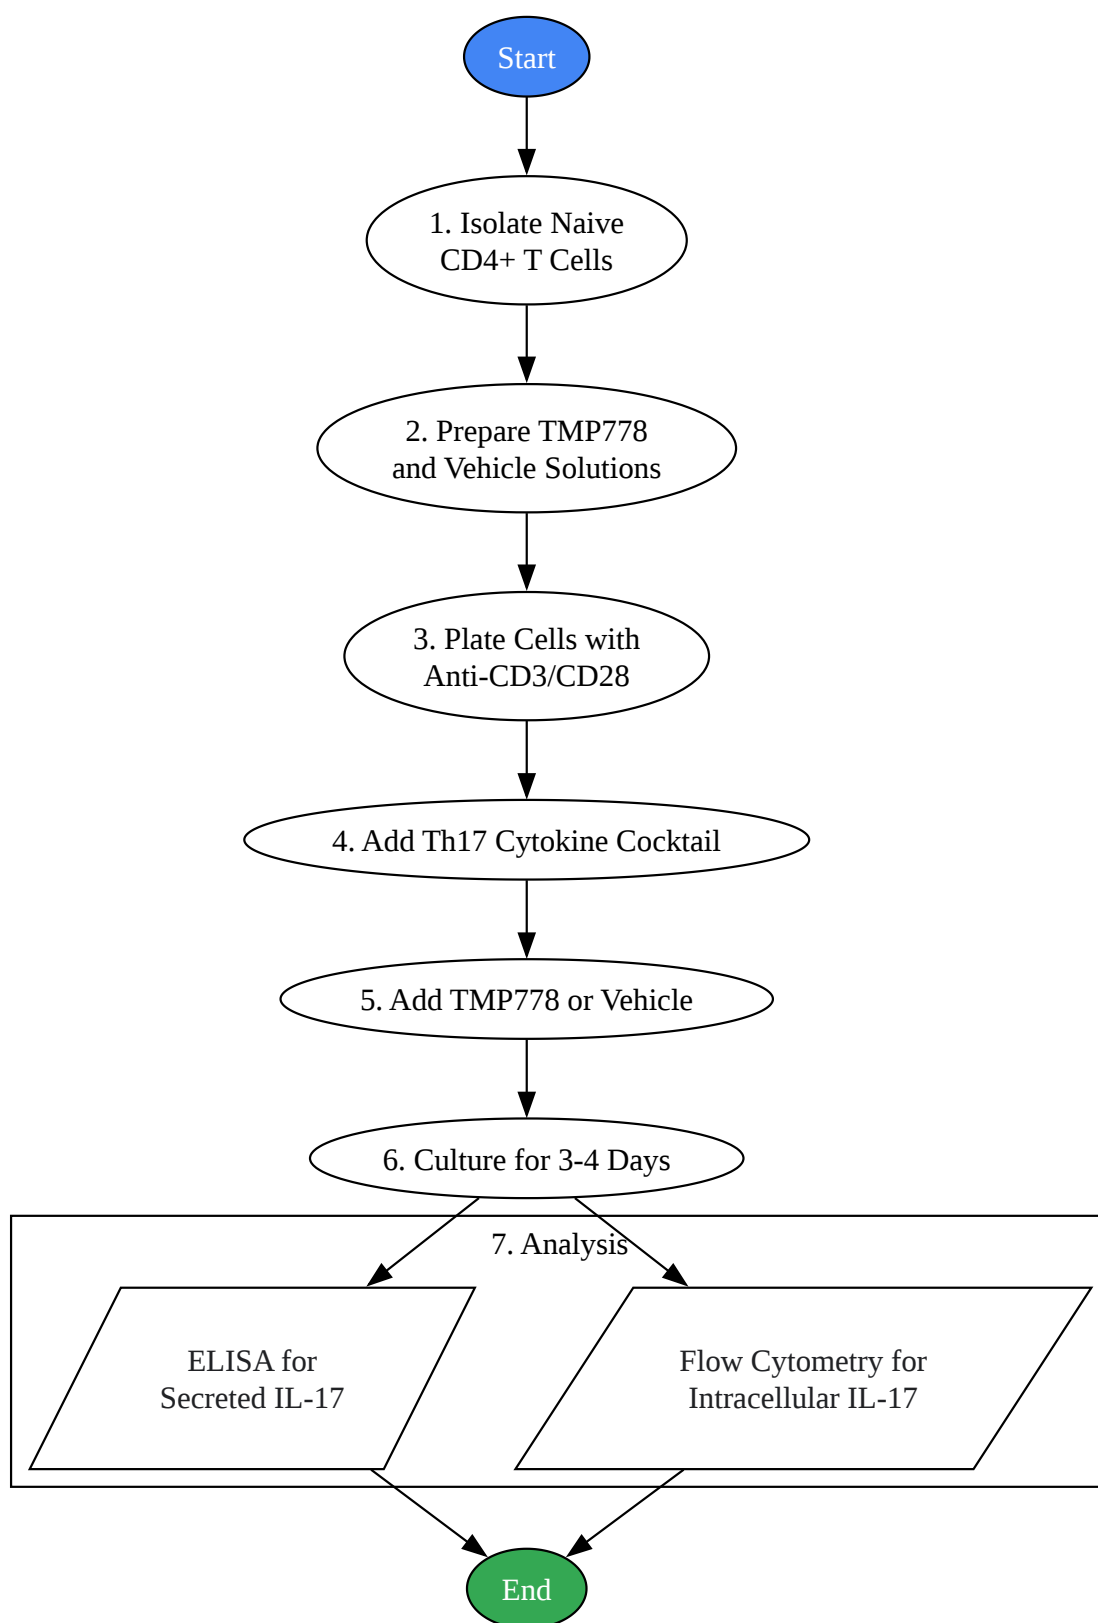 Start
1. Isolate Naive
CD4+ T Cells
2. Prepare TMP778
and Vehicle Solutions
3. Plate Cells with
Anti-CD3/CD28
4. Add Th17 Cytokine Cocktail
5. Add TMP778 or Vehicle
6. Culture for 3-4 Days
7. Analysis
ELISA for
Secreted IL-17
Flow Cytometry for
Intracellular IL-17
End